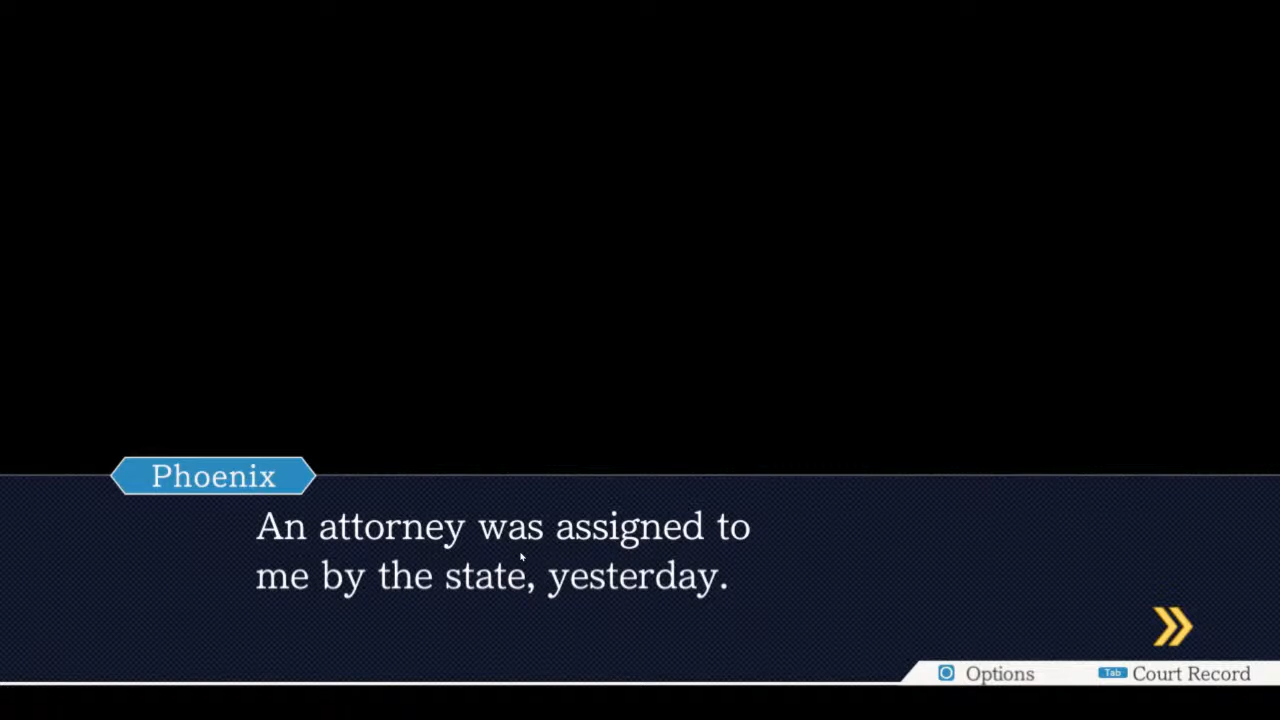 Phoenix
An attorney was assigned to
me by the state, yesterday.
Options
Tab Court Record